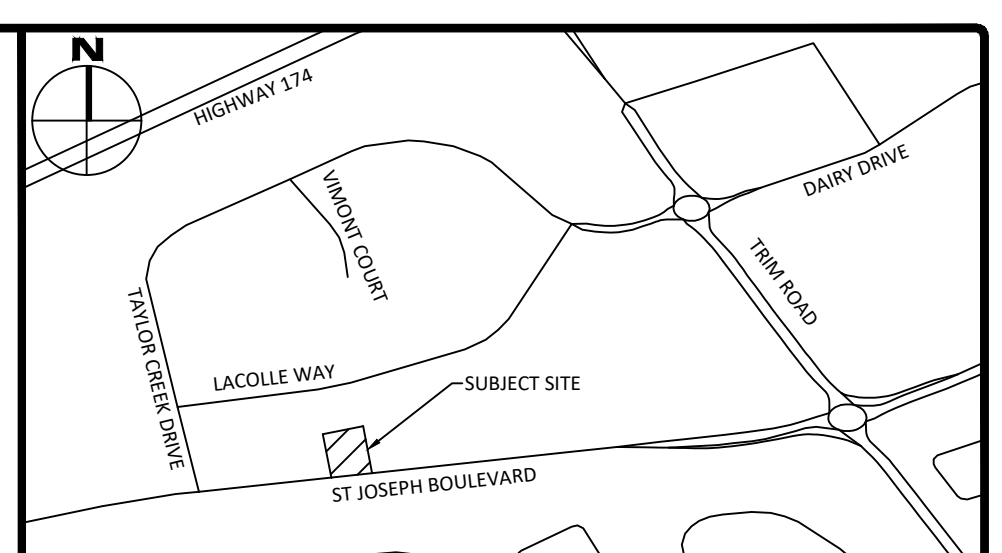 N
HIGHWAY 174
VIMONT COURT
DAIRY DRIVE
TRIM ROAD
TAYLOR CREEK DRIVE
LACOLLE WAY
SUBJECT SITE
ST JOSEPH BOULEVARD